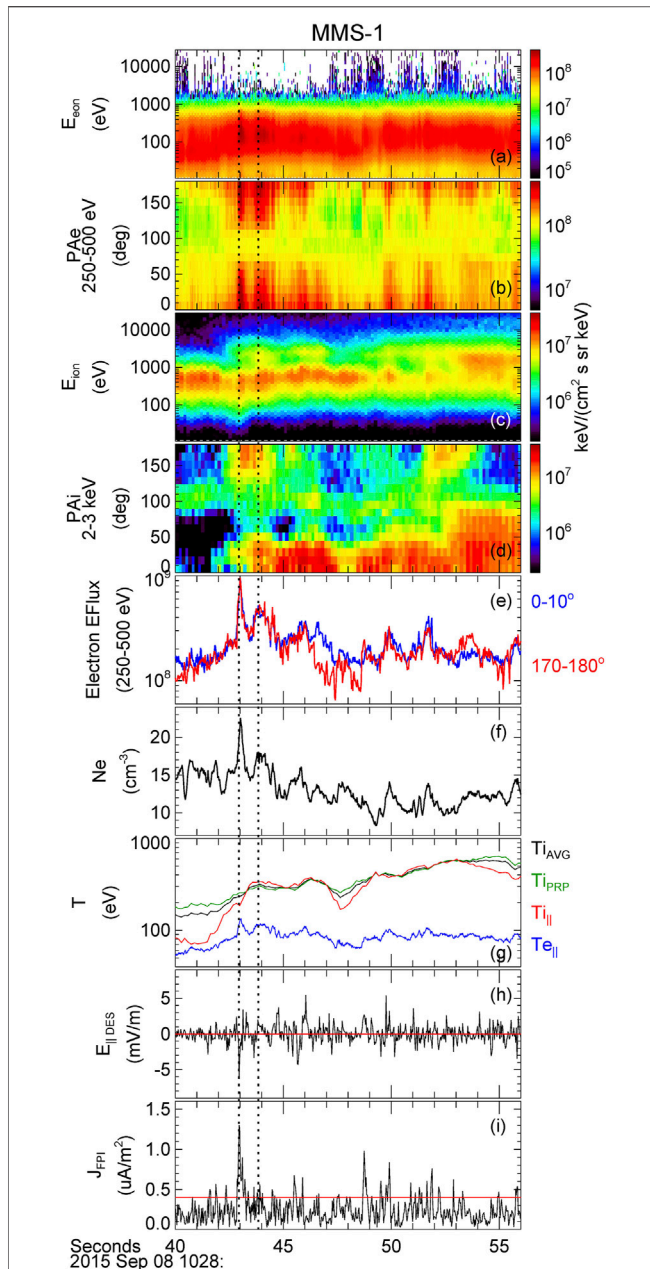 MMS-1
E_eon (eV)
10000
1000
100
(a)
10^8
10^7
10^6
10^5
PAe 250-500 eV (deg)
150
100
50
0
(b)
10^8
10^7
E_ion (eV)
10000
1000
100
(c)
10^7
10^6
keV/(cm^2 s sr keV)
PAi 2-3 keV (deg)
150
100
50
0
(d)
10^7
10^6
Electron EFlux (250-500 eV)
10^9
10^8
(e)
0-10°
170-180°
Ne (cm^-3)
20
15
10
(f)
T (eV)
1000
100
(g)
Ti_AVG
Ti_PRP
Ti_||
Te_||
E_|| DES (mV/m)
5
0
-5
(h)
J_FPI (uA/m^2)
1.5
1.0
0.5
0.0
(i)
Seconds 40 45 50 55
2015 Sep 08 1028: